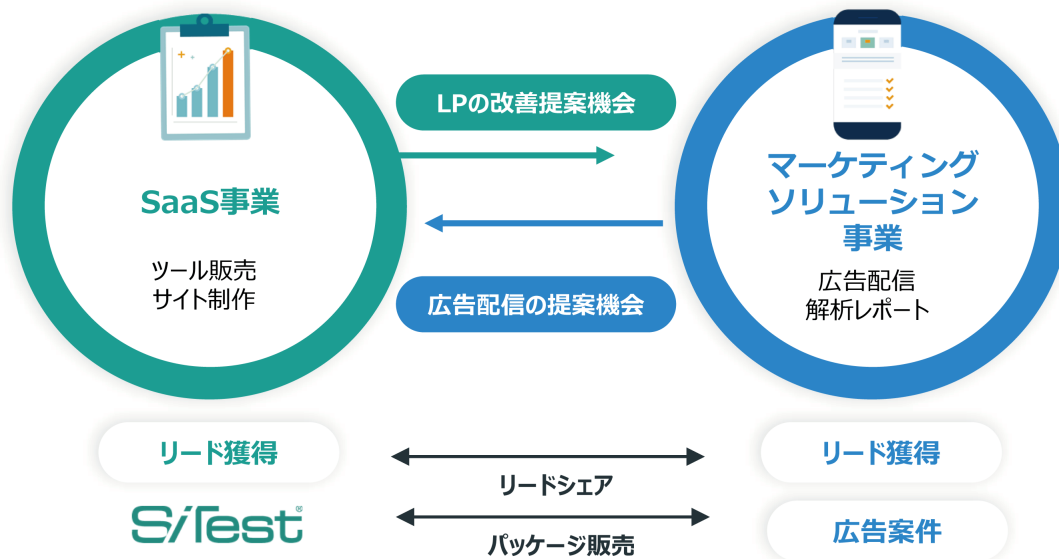 LPの改善提案機会
SaaS事業
ツール販売
サイト制作
マーケティング
ソリューション
事業
広告配信
解析レポート
広告配信の提案機会
リード獲得
リードシェア
リード獲得
SiTest®
パッケージ販売
広告案件